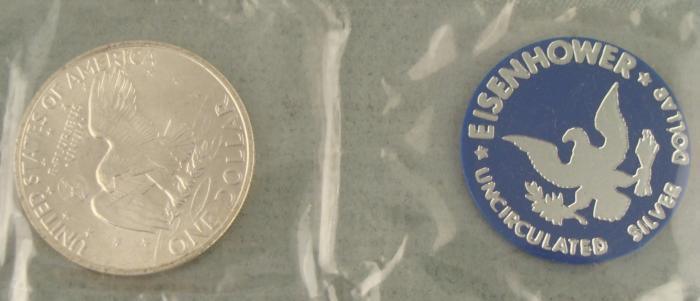 UNITED STATES OF AMERICA
E PLURIBUS UNUM
ONE DOLLAR
EISENHOWER
UNCIRCULATED SILVER DOLLAR